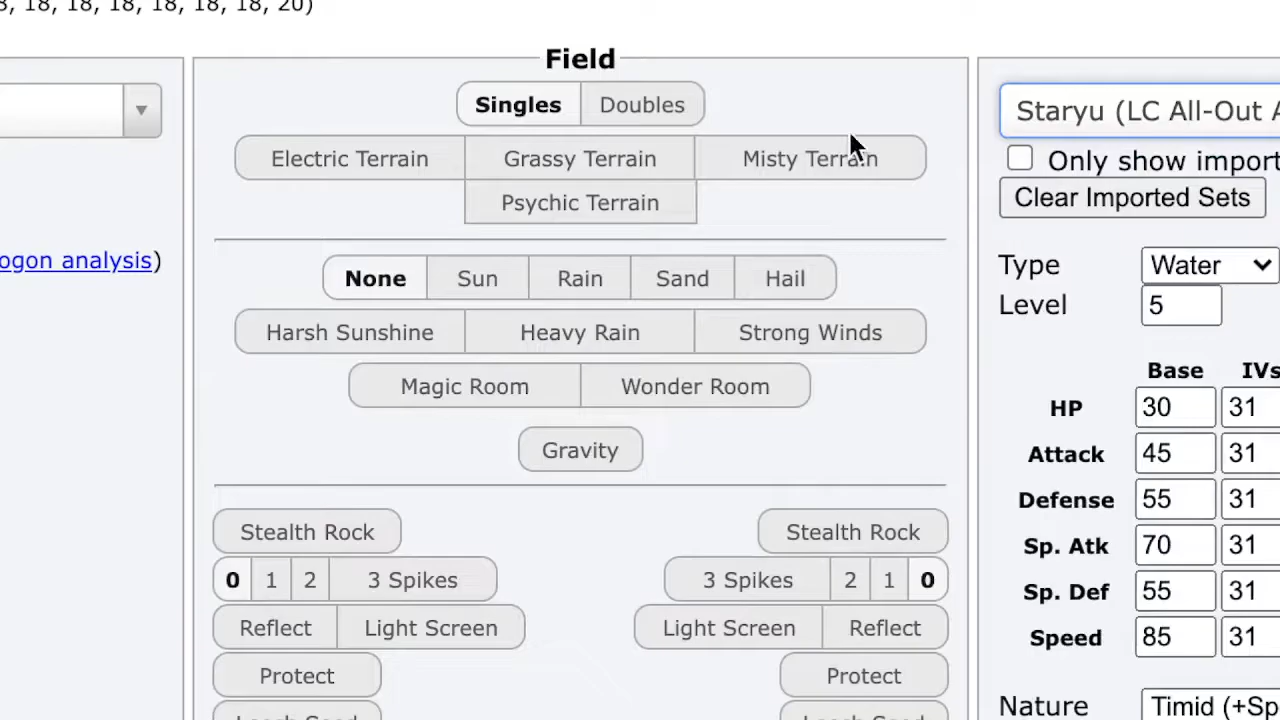 8, 18, 18, 18, 18, 18, 18, 20)
Field
Singles Doubles
Electric Terrain Grassy Terrain Misty Terrain
Psychic Terrain
None Sun Rain Sand Hail
Harsh Sunshine Heavy Rain Strong Winds
Magic Room Wonder Room
Gravity
Stealth Rock Stealth Rock
0 1 2 3 Spikes 3 Spikes 2 1 0
Reflect Light Screen Light Screen Reflect
Protect Protect
Leech Seed Leech Seed
ogon analysis)
Staryu (LC All-Out A
Only show import
Clear Imported Sets
Type Water
Level 5
Base IVs
HP 30 31
Attack 45 31
Defense 55 31
Sp. Atk 70 31
Sp. Def 55 31
Speed 85 31
Nature Timid (+Sp